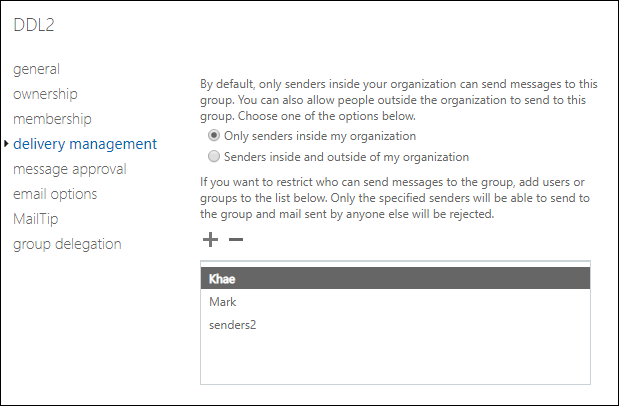 DDL2
general
ownership
membership
delivery management
message approval
email options
MailTip
group delegation
By default, only senders inside your organization can send messages to this
group. You can also allow people outside the organization to send to this
group. Choose one of the options below.
Only senders inside my organization
Senders inside and outside of my organization
If you want to restrict who can send messages to the group, add users or
groups to the list below. Only the specified senders will be able to send to
the group and mail sent by anyone else will be rejected.
Khae
Mark
senders2